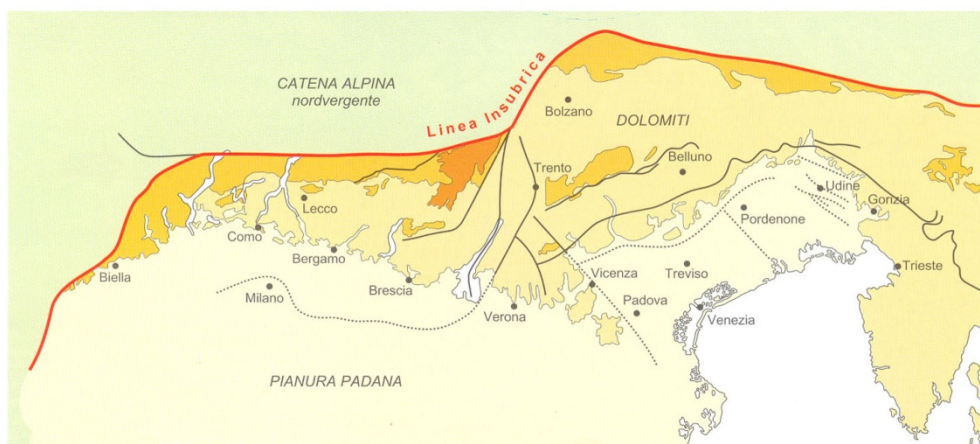 CATENA ALPINA
nordvergente
Linea Insubrica
Bolzano
DOLOMITI
Trento
Belluno
Udine
Gorizia
Lecco
Pordenone
Como
Bergamo
Trieste
Biella
Milano
Brescia
Vicenza
Treviso
Verona
Padova
Venezia
PIANURA PADANA